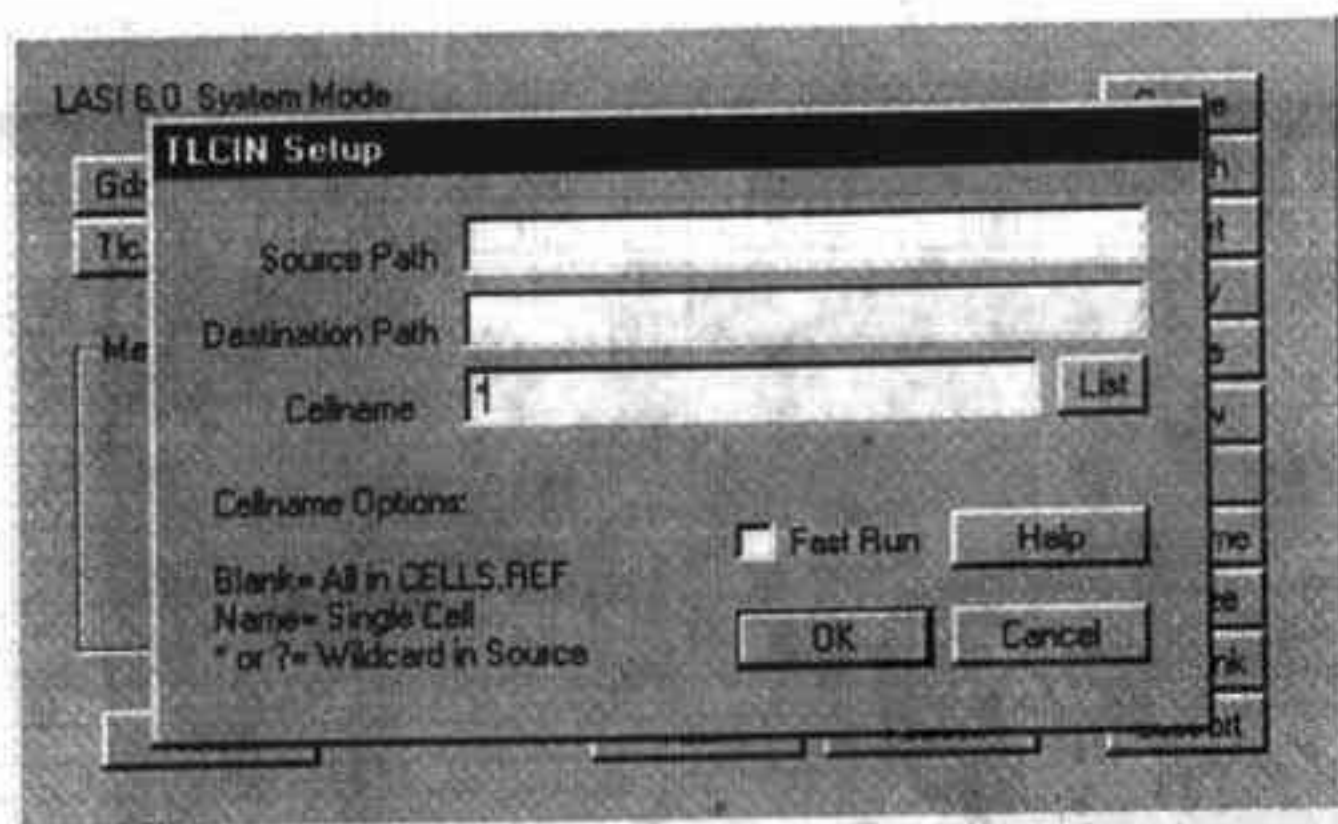 LASI 6.0 System Mode
TLCIN Setup
Source Path
Destination Path
Cellname
*
List
Cellname Options:
Blank= All in CELLS.REF
Name= Single Cell
* or ?= Wildcard in Source
Fast Run
Help
OK
Cancel